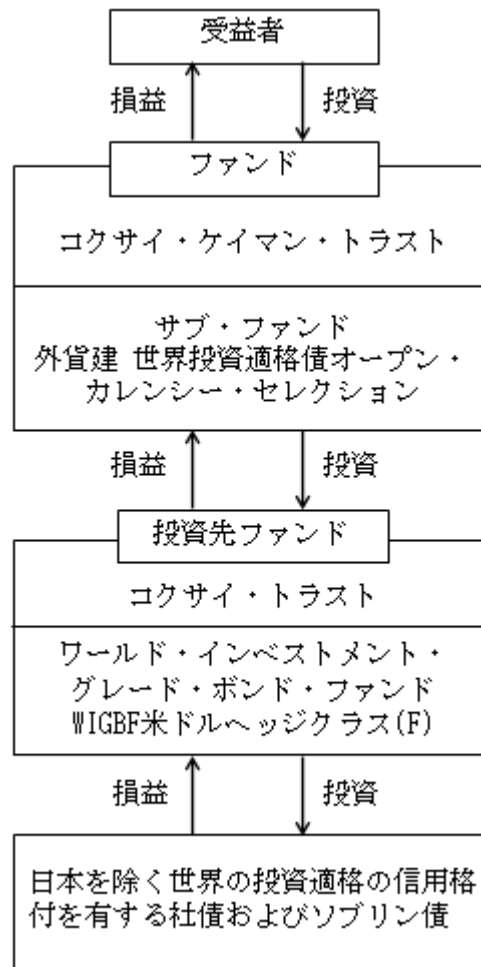 受益者
損益 投資
ファンド
コクサイ・ケイマン・トラスト
サブ・ファンド
外貨建 世界投資適格債オープン・
カレンシー・セレクション
損益 投資
投資先ファンド
コクサイ・トラスト
ワールド・インベストメント・
グレード・ボンド・ファンド
WIGBF米ドルヘッジクラス(F)
損益 投資
日本を除く世界の投資適格の信用格
付を有する社債およびソブリン債